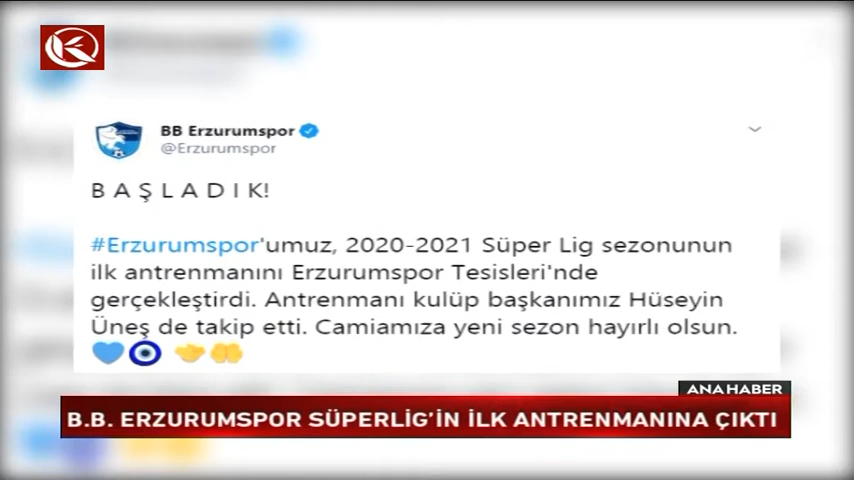 BB Erzurumspor
@Erzurumspor
B A Ş L A D I K!
#Erzurumspor'umuz, 2020-2021 Süper Lig sezonunun
ilk antrenmanını Erzurumspor Tesisleri'nde
gerçekleştirdi. Antrenmanı kulüp başkanımız Hüseyin
Üneş de takip etti. Camiamıza yeni sezon hayırlı olsun.
💙🧿 🤝🤲
ANA HABER
B.B. ERZURUMSPOR SÜPERLİG'İN İLK ANTRENMANINA ÇIKTI